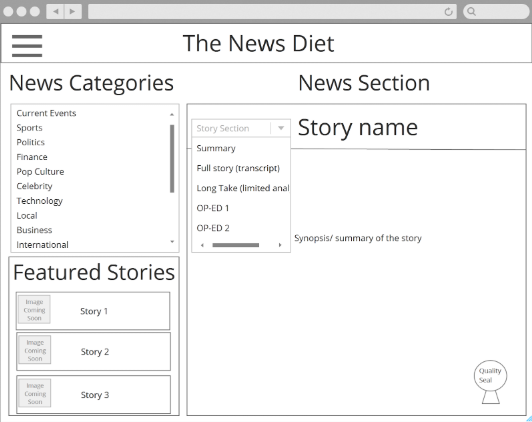 The News Diet
News Categories
News Section
Current Events
Sports
Politics
Finance
Pop Culture
Celebrity
Technology
Local
Business
International
Story Section
Story name
Summary
Full story (transcript)
Long Take (limited anal
OP-ED 1
OP-ED 2
Synopsis/ summary of the story
Featured Stories
Image
Coming
Soon
Story 1
Image
Coming
Soon
Story 2
Image
Coming
Soon
Story 3
Quality
Seal